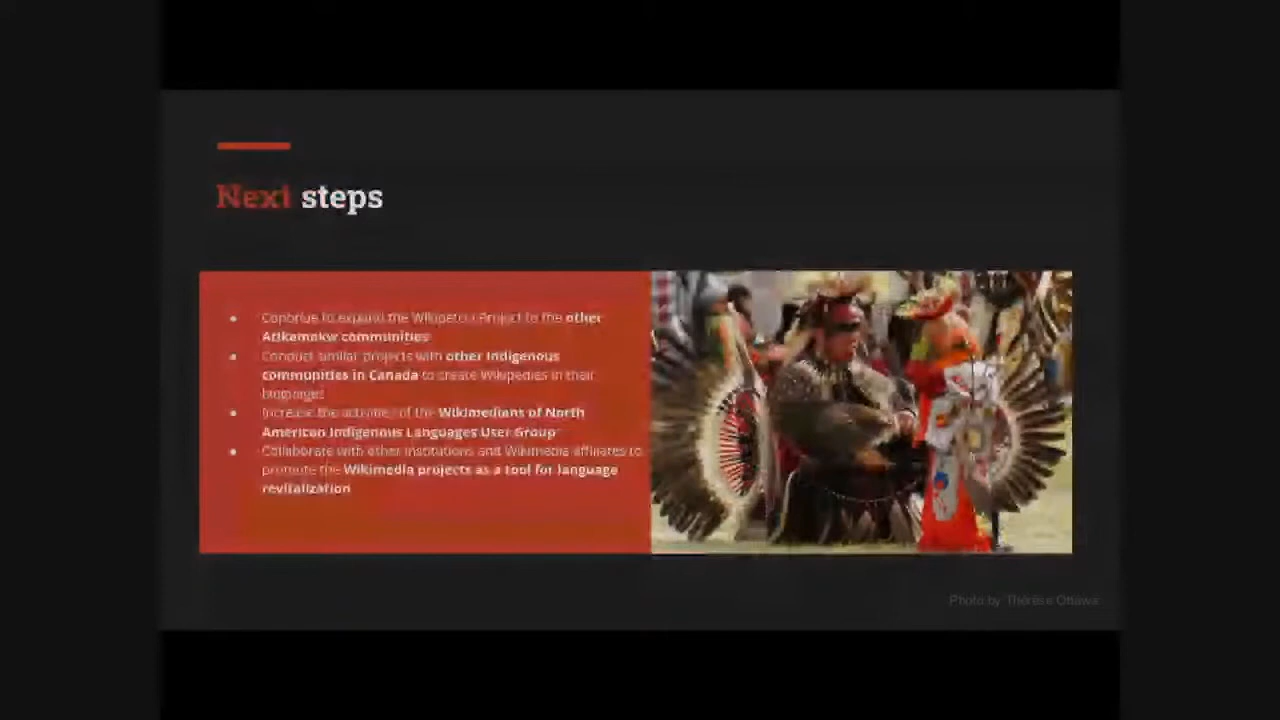 Next steps
Continue to expand the Wikipetcia Project to the other
Atikamekw communities
Conduct similar projects with other Indigenous
communities in Canada to create Wikipedias in their
languages
Increase the activities of the Wikimedians of North
American Indigenous Languages User Group
Collaborate with other institutions and Wikimedia affiliates to
promote the Wikimedia projects as a tool for language
revitalization
Photo by Thérèse Ottawa